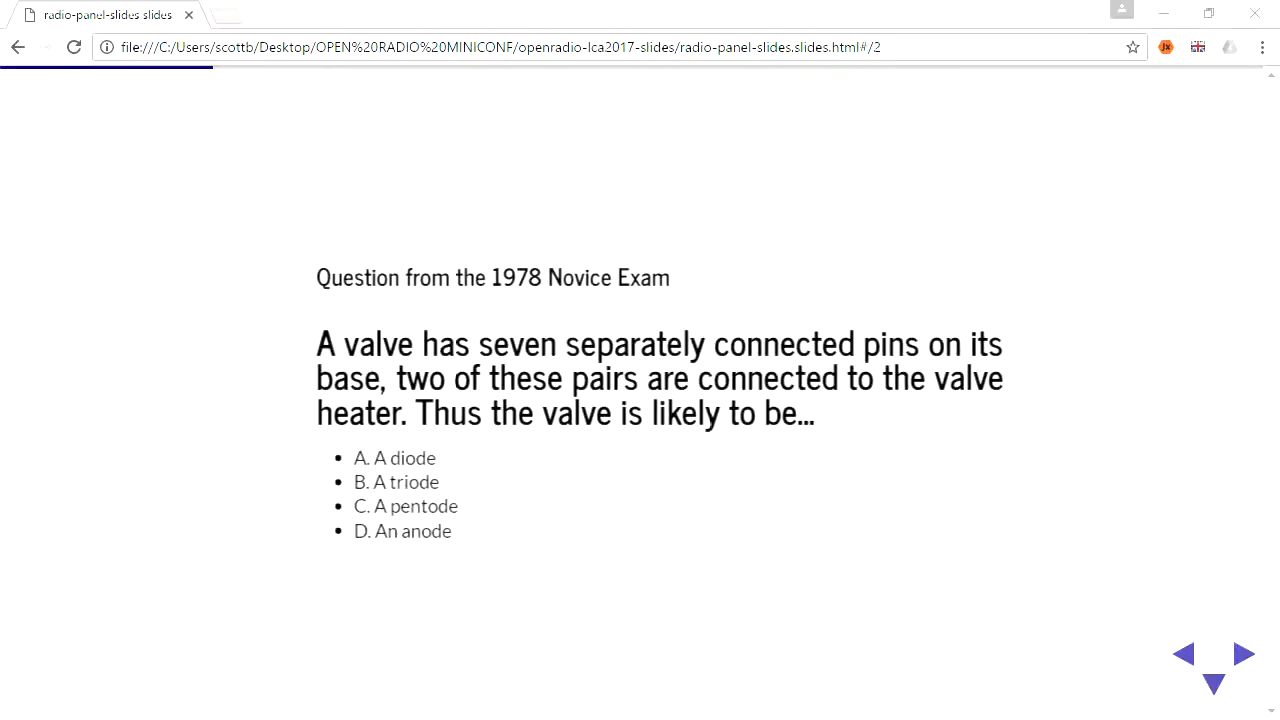 radio-panel-slides slides
file:///C:/Users/scottb/Desktop/OPEN%20RADIO%20MINICONF/openradio-lca2017-slides/radio-panel-slides.slides.html#/2
Question from the 1978 Novice Exam
A valve has seven separately connected pins on its
base, two of these pairs are connected to the valve
heater. Thus the valve is likely to be...
A. A diode
B. A triode
C. A pentode
D. An anode